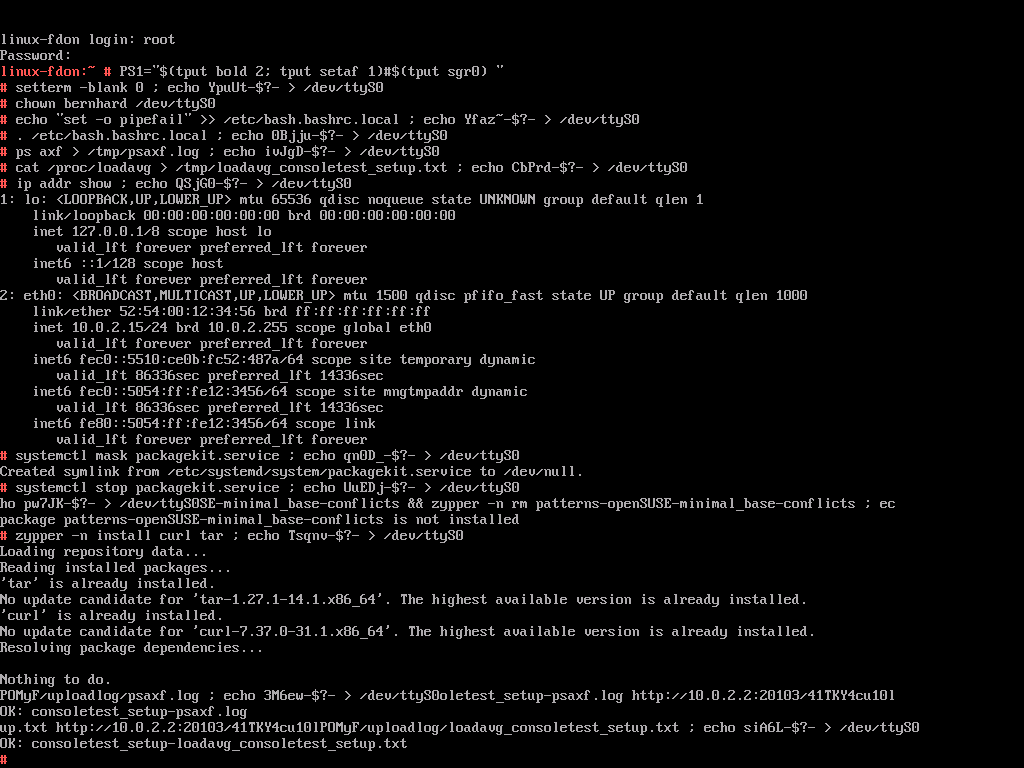 linux-fdon login: root
Password:
linux-fdon:~ # PS1="$(tput bold 2; tput setaf 1)#$(tput sgr0) "
# setterm -blank 0 ; echo YpuUt-$?- > /dev/ttyS0
# chown bernhard /dev/ttyS0
# echo "set -o pipefail" >> /etc/bash.bashrc.local ; echo Yfaz~-$?- > /dev/ttyS0
# . /etc/bash.bashrc.local ; echo 0Bjju-$?- > /dev/ttyS0
# ps axf > /tmp/psaxf.log ; echo ivJgD-$?- > /dev/ttyS0
# cat /proc/loadavg > /tmp/loadavg_consoletest_setup.txt ; echo CbPrd-$?- > /dev/ttyS0
# ip addr show ; echo QSjG0-$?- > /dev/ttyS0
1: lo: <LOOPBACK,UP,LOWER_UP> mtu 65536 qdisc noqueue state UNKNOWN group default qlen 1
    link/loopback 00:00:00:00:00:00 brd 00:00:00:00:00:00
    inet 127.0.0.1/8 scope host lo
       valid_lft forever preferred_lft forever
    inet6 ::1/128 scope host
       valid_lft forever preferred_lft forever
2: eth0: <BROADCAST,MULTICAST,UP,LOWER_UP> mtu 1500 qdisc pfifo_fast state UP group default qlen 1000
    link/ether 52:54:00:12:34:56 brd ff:ff:ff:ff:ff:ff
    inet 10.0.2.15/24 brd 10.0.2.255 scope global eth0
       valid_lft forever preferred_lft forever
    inet6 fec0::5510:ce0b:fc52:487a/64 scope site temporary dynamic
       valid_lft 86336sec preferred_lft 14336sec
    inet6 fec0::5054:ff:fe12:3456/64 scope site mngtmpaddr dynamic
       valid_lft 86336sec preferred_lft 14336sec
    inet6 fe80::5054:ff:fe12:3456/64 scope link
       valid_lft forever preferred_lft forever
# systemctl mask packagekit.service ; echo qn0D_-$?- > /dev/ttyS0
Created symlink from /etc/systemd/system/packagekit.service to /dev/null.
# systemctl stop packagekit.service ; echo UuEDj-$?- > /dev/ttyS0
ho pw7JK-$?- > /dev/ttyS0SE-minimal_base-conflicts && zypper -n rm patterns-openSUSE-minimal_base-conflicts ; ec
package patterns-openSUSE-minimal_base-conflicts is not installed
# zypper -n install curl tar ; echo Tsqnv-$?- > /dev/ttyS0
Loading repository data...
Reading installed packages...
'tar' is already installed.
No update candidate for 'tar-1.27.1-14.1.x86_64'. The highest available version is already installed.
'curl' is already installed.
No update candidate for 'curl-7.37.0-31.1.x86_64'. The highest available version is already installed.
Resolving package dependencies...

Nothing to do.
POMyF/uploadlog/psaxf.log ; echo 3M6ew-$?- > /dev/ttyS0oletest_setup-psaxf.log http://10.0.2.2:20103/41TKY4cu10l
OK: consoletest_setup-psaxf.log
up.txt http://10.0.2.2:20103/41TKY4cu10lPOMyF/uploadlog/loadavg_consoletest_setup.txt ; echo siA6L-$?- > /dev/ttyS0
OK: consoletest_setup-loadavg_consoletest_setup.txt
#